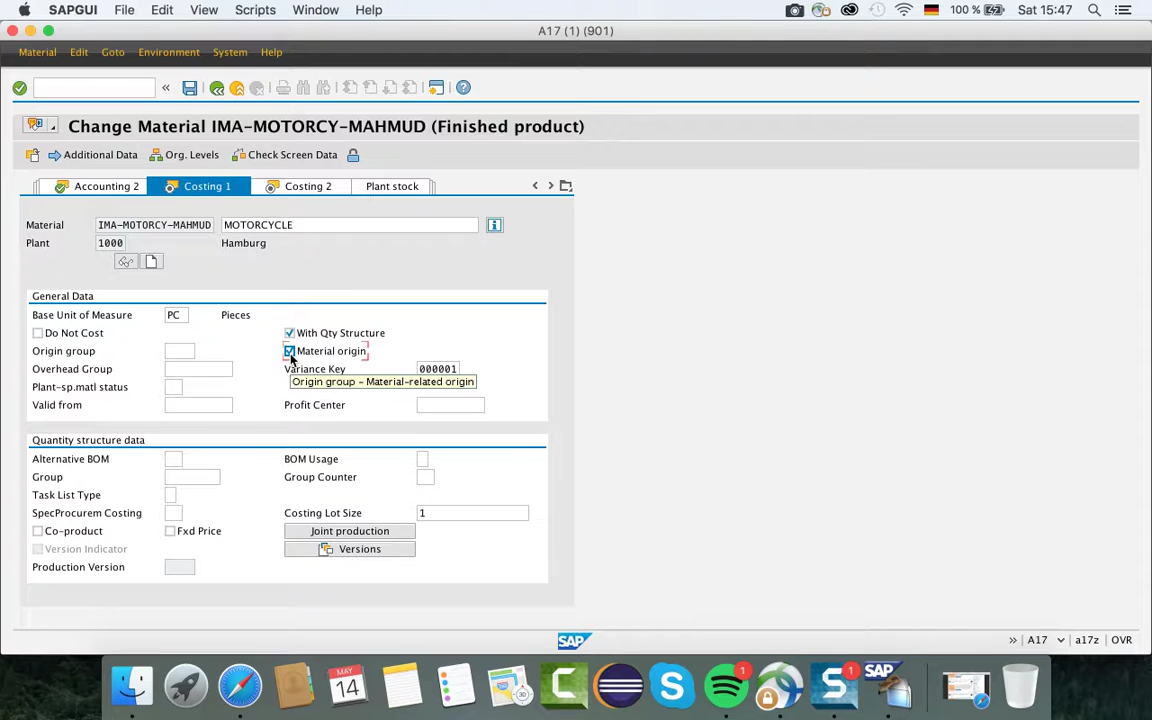 SAPGUI File Edit View Scripts Window Help 100 % Sat 15:47
A17 (1) (901)
Material Edit Goto Environment System Help
«
Change Material IMA-MOTORCY-MAHMUD (Finished product)
Additional Data Org. Levels Check Screen Data
Accounting 2 Costing 1 Costing 2 Plant stock
Material IMA-MOTORCY-MAHMUD MOTORCYCLE
Plant 1000 Hamburg
General Data
Base Unit of Measure PC Pieces
Do Not Cost With Qty Structure
Origin group Material origin
Overhead Group Variance Key 000001
Origin group - Material-related origin
Plant-sp.matl status
Valid from Profit Center
Quantity structure data
Alternative BOM BOM Usage
Group Group Counter
Task List Type
SpecProcurem Costing Costing Lot Size 1
Co-product Fxd Price Joint production
Version Indicator Versions
Production Version
SAP » A17 a17z OVR
MAY
14
3D
C
S
1
1
SAP